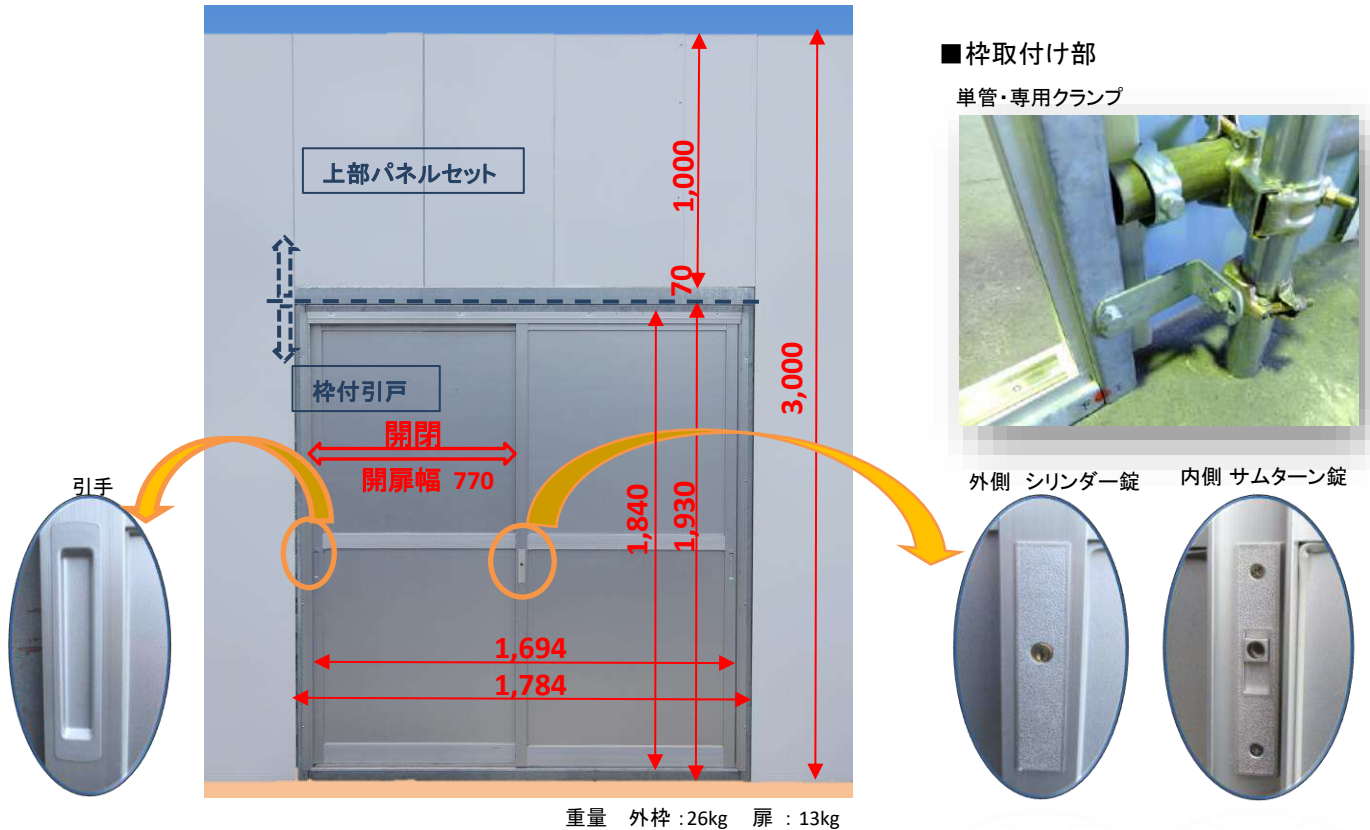 ■枠取付け部
単管・専用クランプ
上部パネルセット
1,000
70
3,000
枠付引戸
開閉
開扉幅 770
1,840
1,930
1,694
1,784
引手
外側 シリンダー錠
内側 サムターン錠
重量 外枠:26kg 扉:13kg